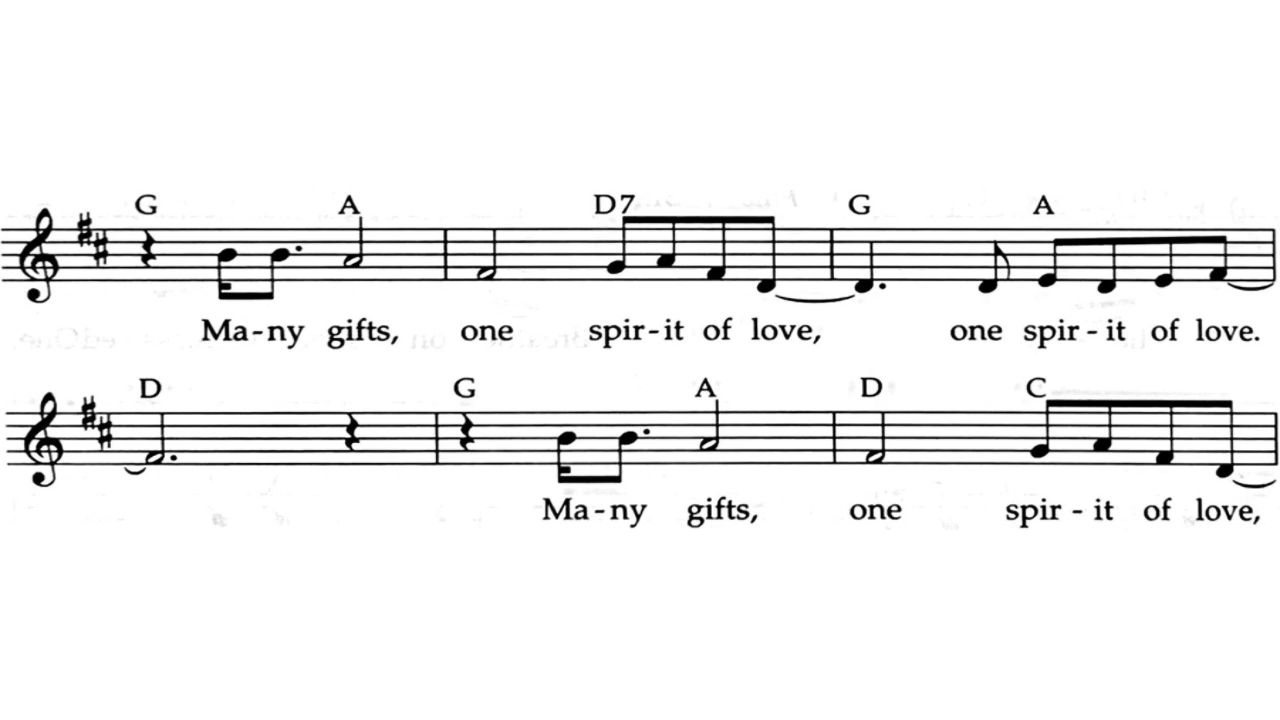 G A D7 G A
Ma-ny gifts, one spir-it of love, one spir-it of love.
D G A D C
Ma-ny gifts, one spir-it of love,